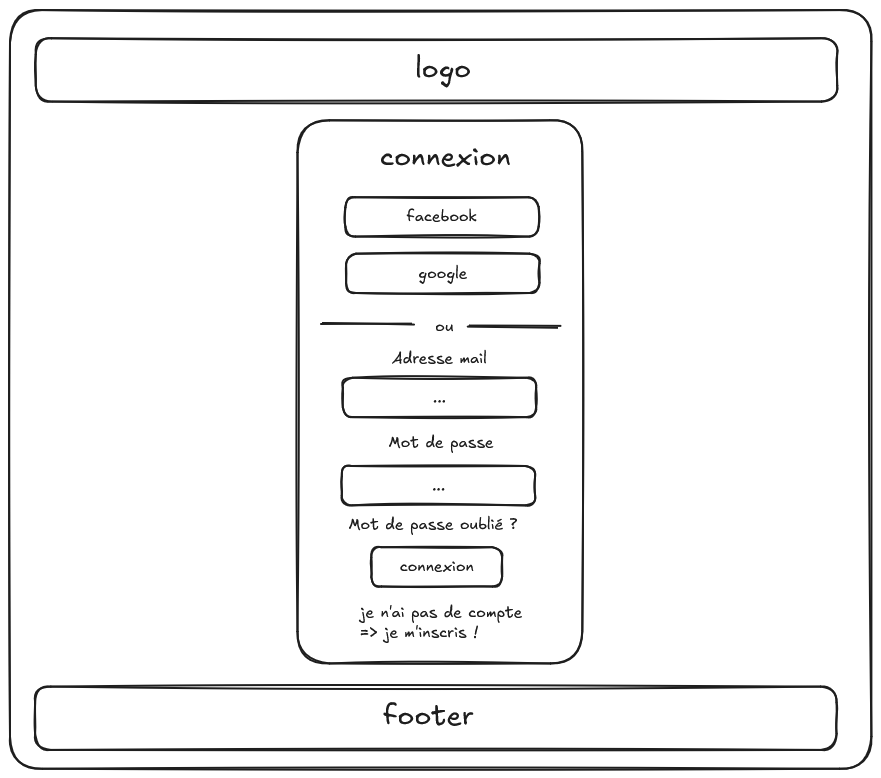 logo
connexion
facebook
google
ou
Adresse mail
...
Mot de passe
...
Mot de passe oublié ?
connexion
je n'ai pas de compte
=> je m'inscris !
footer